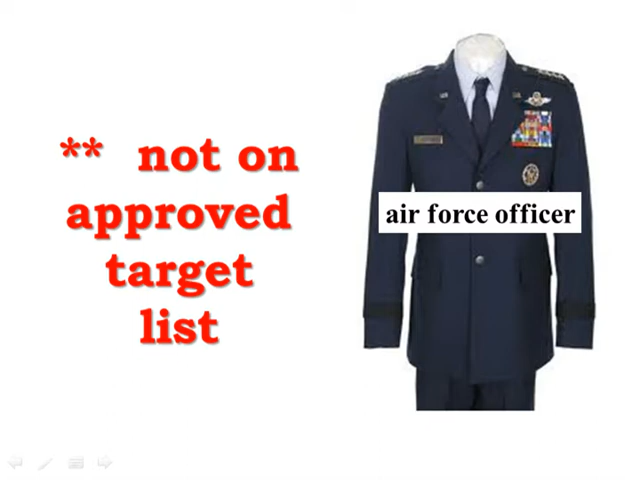 ** not on
approved
target
list
air force officer